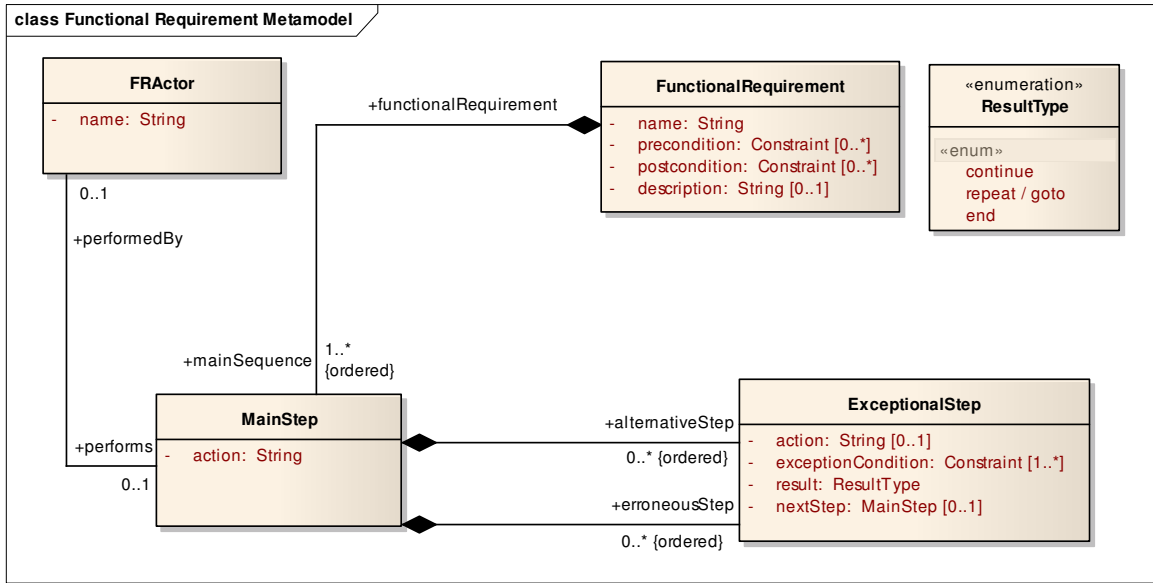 class Functional Requirement Metamodel
FRActor
- name: String
+functionalRequirement
FunctionalRequirement
- name: String
- precondition: Constraint [0..*]
- postcondition: Constraint [0..*]
- description: String [0..1]
«enumeration»
ResultType
«enum»
continue
repeat / goto
end
0..1
+performedBy
+mainSequence
1..*
{ordered}
+performs
0..1
MainStep
- action: String
+alternativeStep
0..* {ordered}
+erroneousStep
0..* {ordered}
ExceptionalStep
- action: String [0..1]
- exceptionCondition: Constraint [1..*]
- result: ResultType
- nextStep: MainStep [0..1]